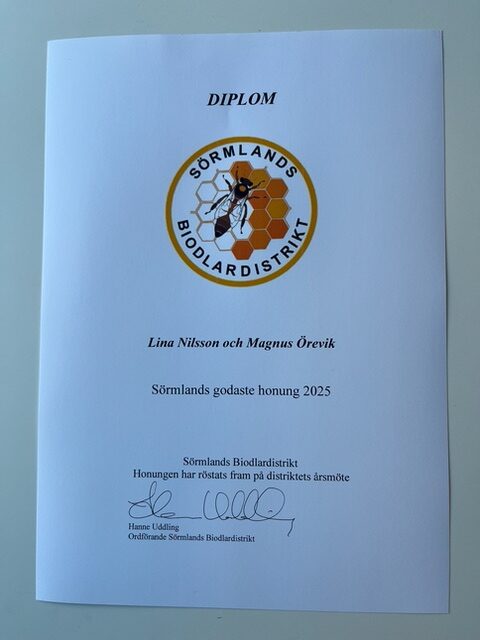 DIPLOM
SÖRMLANDS
BIODLARDISTRIKT
Lina Nilsson och Magnus Örevik
Sörmlands godaste honung 2025
Sörmlands Biodlardistrikt
Honungen har röstats fram på distriktets årsmöte
Hanne Uddling
Ordförande Sörmlands Biodlardistrikt